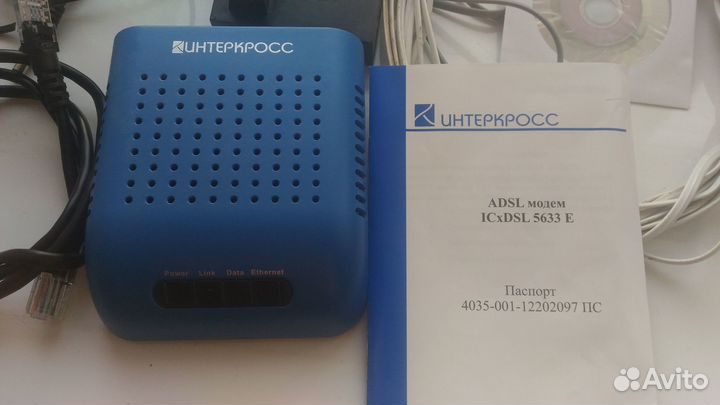 ИНТЕРКРОСС
Power Link Data Ethernet
ИНТЕРКРОСС
ADSL модем
ICxDSL 5633 E
Паспорт
4035-001-12202097 ПС
Avito